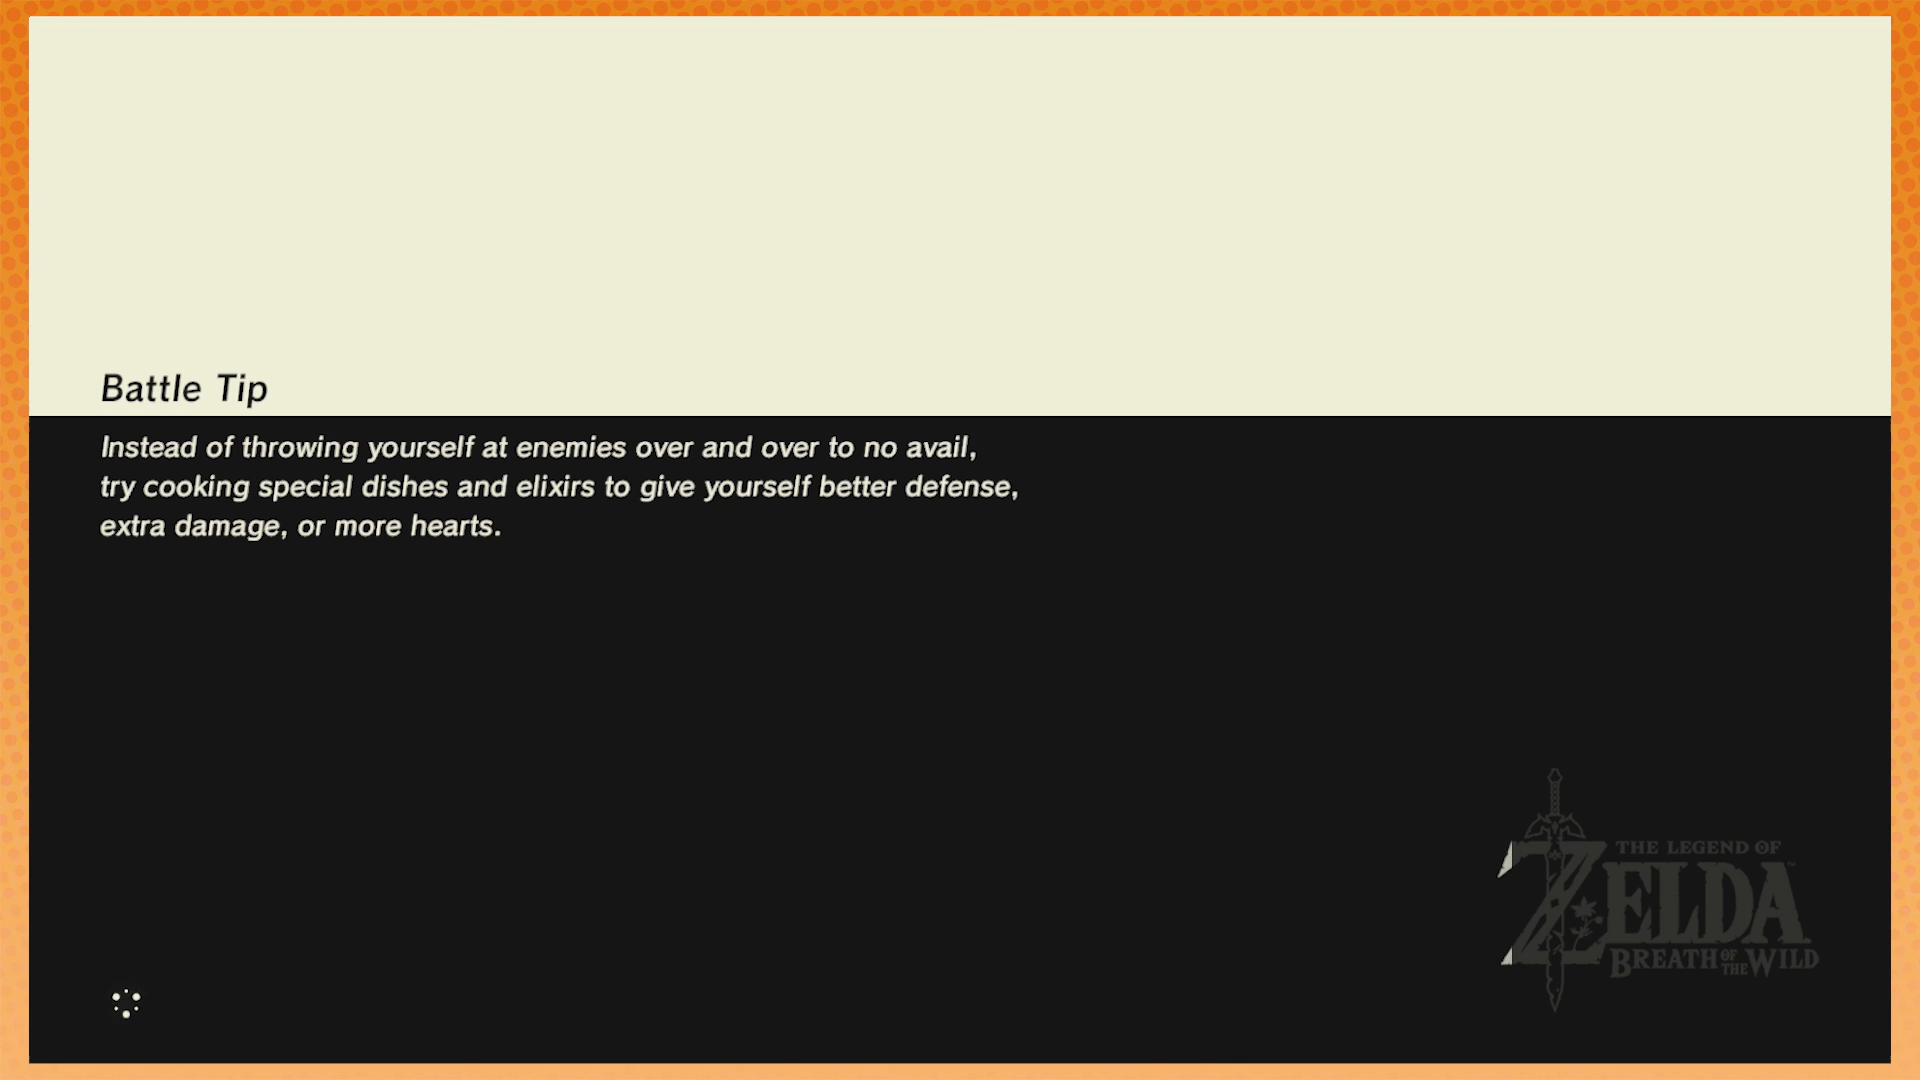 Battle Tip
Instead of throwing yourself at enemies over and over to no avail,
try cooking special dishes and elixirs to give yourself better defense,
extra damage, or more hearts.
THE LEGEND OF
ZELDA
BREATH OF THE WILD